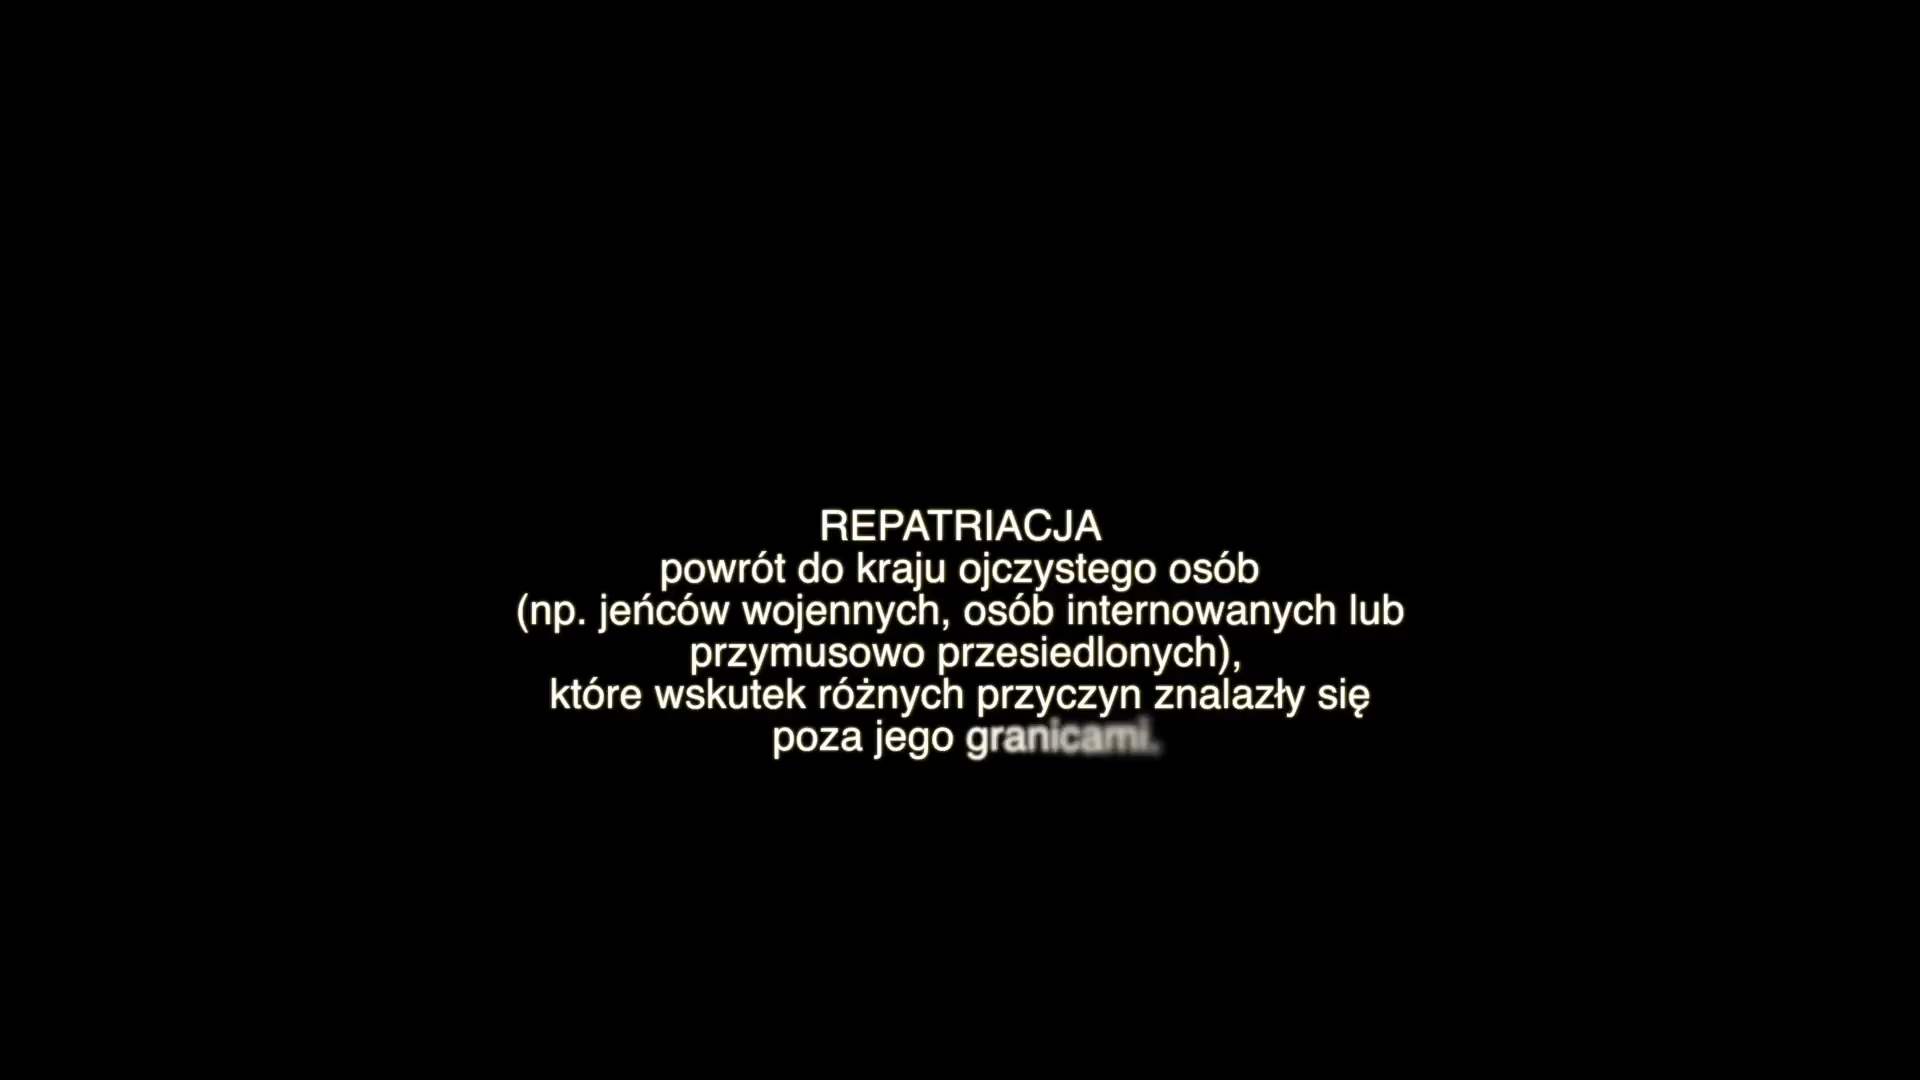 REPATRIACJA
powrót do kraju ojczystego osób
(np. jeńców wojennych, osób internowanych lub
przymusowo przesiedlonych),
które wskutek różnych przyczyn znalazły się
poza jego granicami.